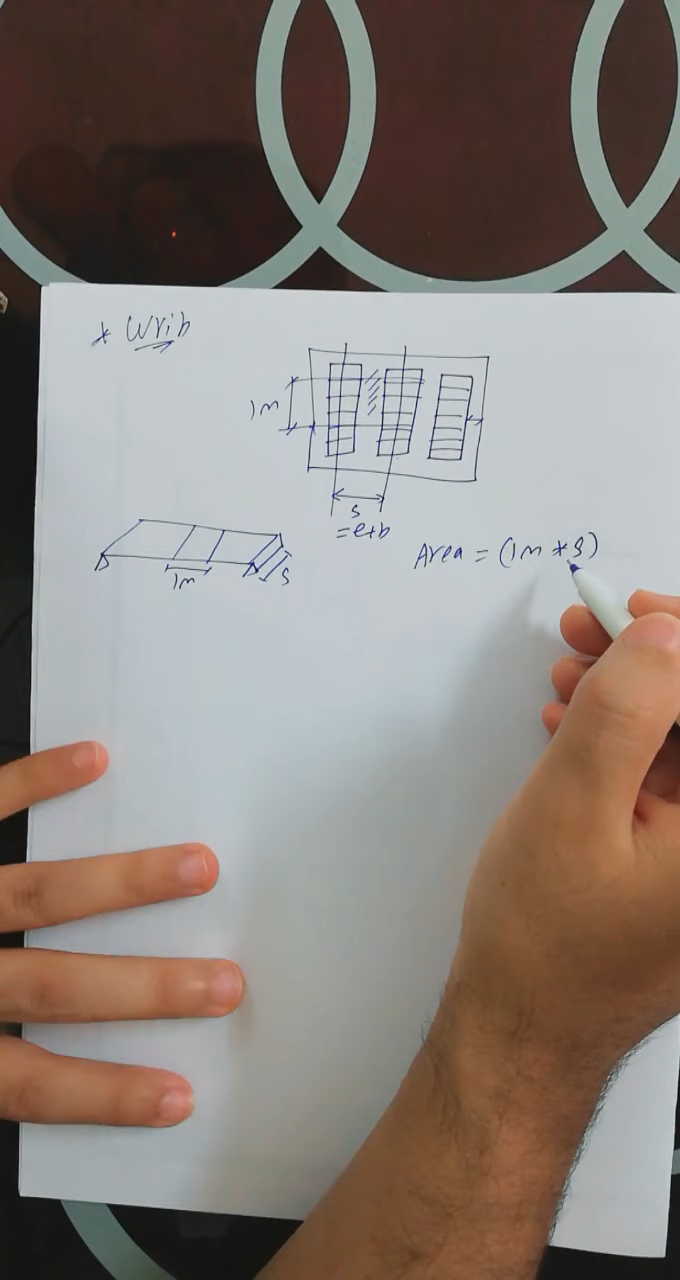 * Wrib
1m
s
= e+b
Area = (1m * S)
1m
S